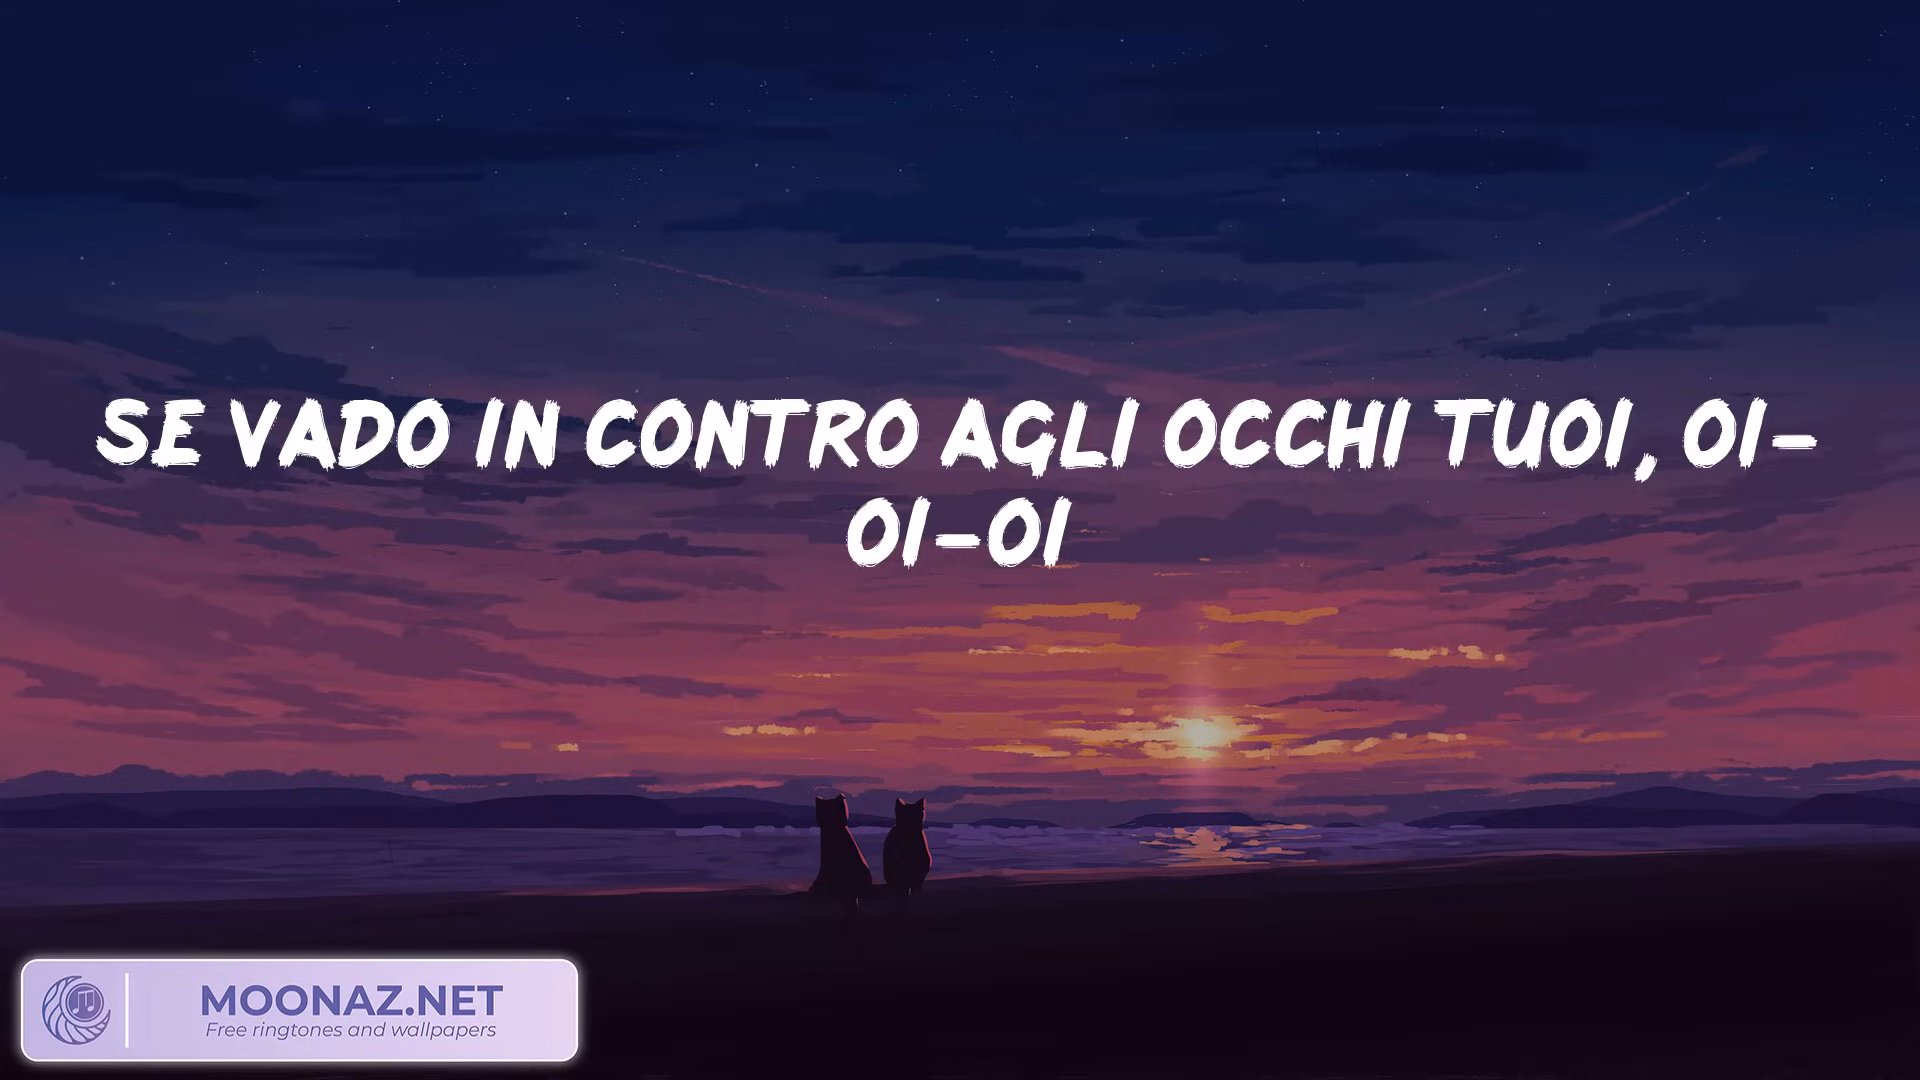 SE VADO IN CONTRO AGLI OCCHI TUOI, OI-
OI-OI
MOONAZ.NET
Free ringtones and wallpapers